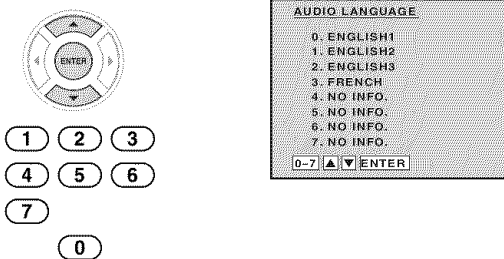 ENTER
1 2 3
4 5 6
7
0
AUDIO LANGUAGE
0. ENGLISH1
1. ENGLISH2
2. ENGLISH3
3. FRENCH
4. NO INFO.
5. NO INFO.
6. NO INFO.
7. NO INFO.
0-7 ▲ ▼ ENTER